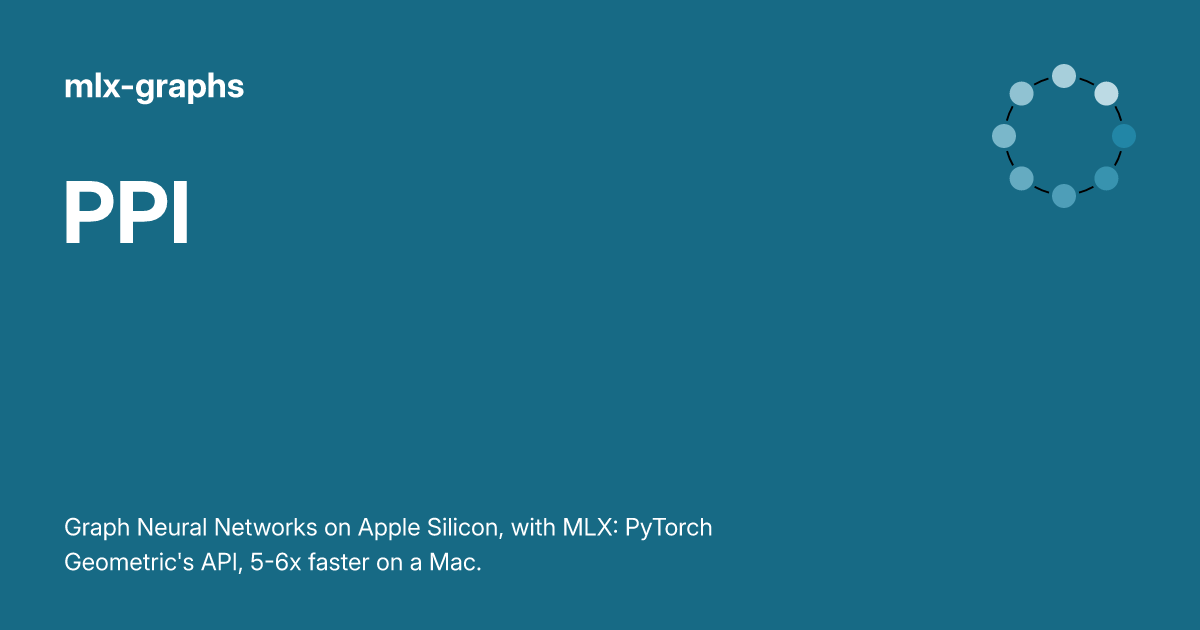 mlx-graphs
PPI
Graph Neural Networks on Apple Silicon, with MLX: PyTorch
Geometric's API, 5-6x faster on a Mac.